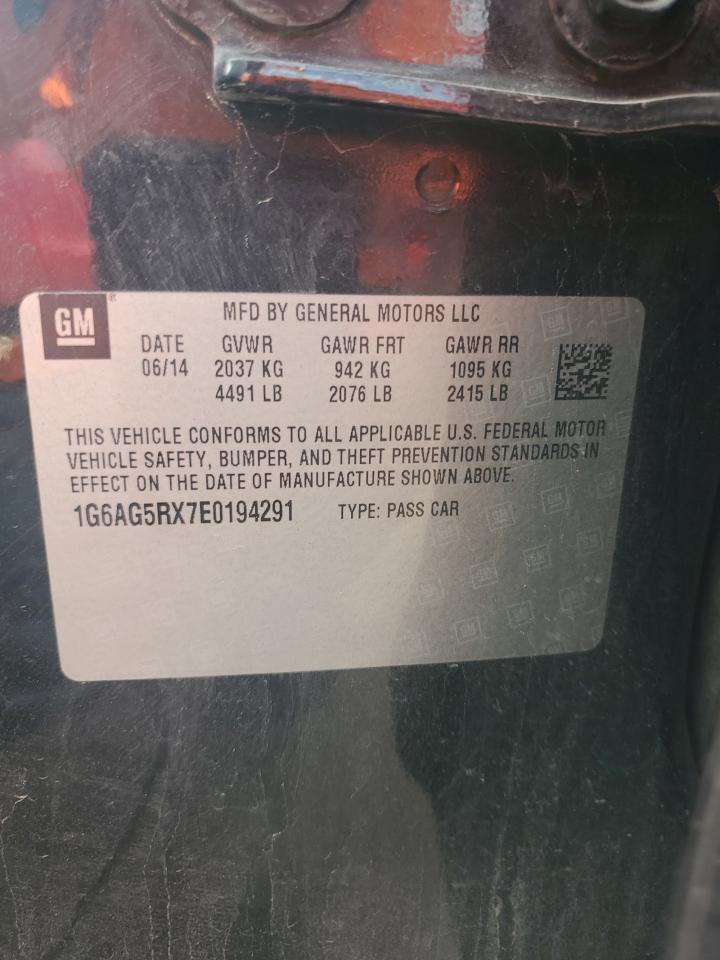 GM®
MFD BY GENERAL MOTORS LLC
DATE GVWR GAWR FRT GAWR RR
06/14 2037 KG 942 KG 1095 KG
4491 LB 2076 LB 2415 LB
THIS VEHICLE CONFORMS TO ALL APPLICABLE U.S. FEDERAL MOTOR
VEHICLE SAFETY, BUMPER, AND THEFT PREVENTION STANDARDS IN
EFFECT ON THE DATE OF MANUFACTURE SHOWN ABOVE.
1G6AG5RX7E0194291 TYPE: PASS CAR